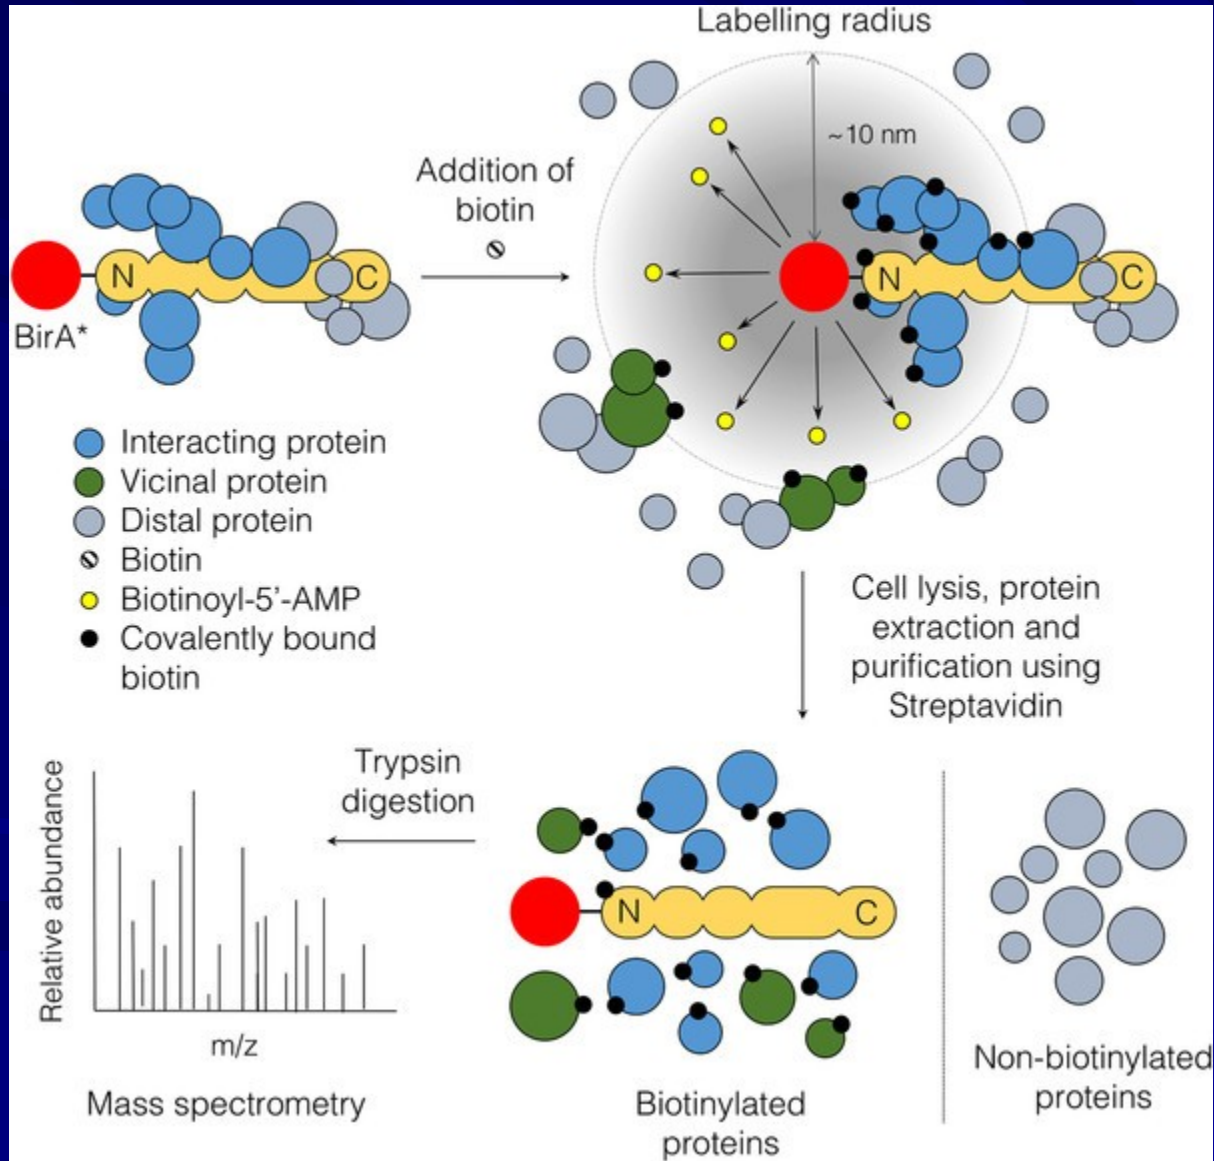 Labelling radius
~10 nm
Addition of
biotin
N
C
BirA*
N
C
Interacting protein
Vicinal protein
Distal protein
Biotin
Biotinoyl-5’-AMP
Covalently bound
biotin
Cell lysis, protein
extraction and
purification using
Streptavidin
Trypsin
digestion
Relative abundance
m/z
Mass spectrometry
N
C
Biotinylated
proteins
Non-biotinylated
proteins